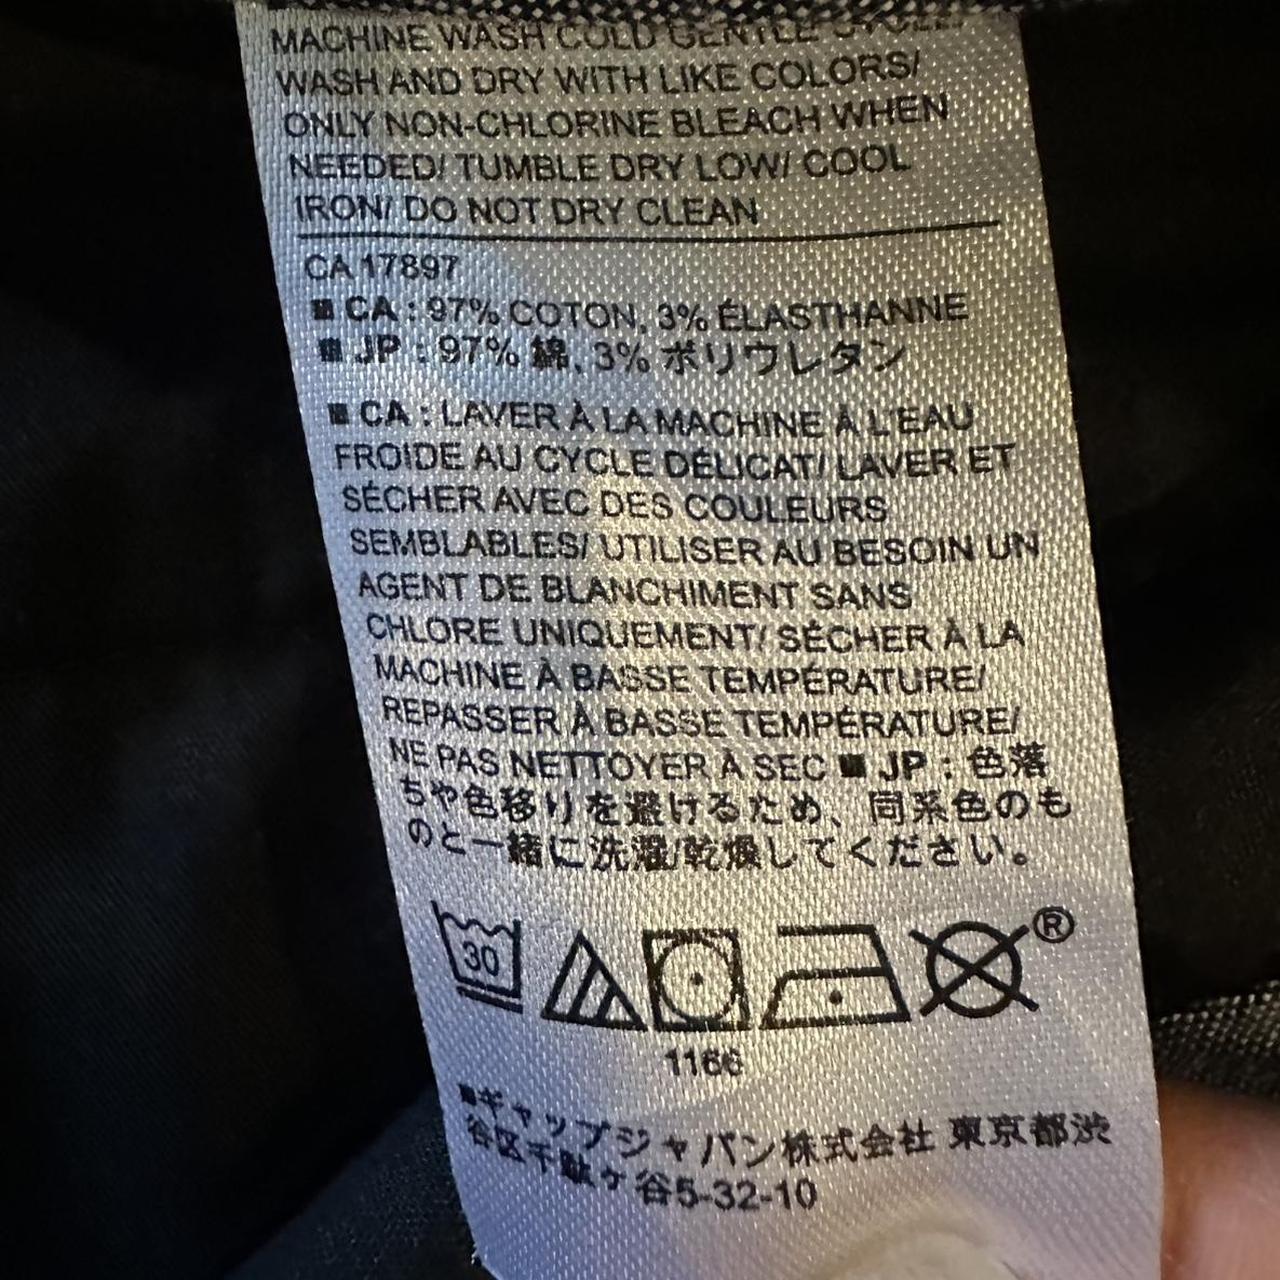 MACHINE WASH COLD GENTLE CYCLE/
WASH AND DRY WITH LIKE COLORS/
ONLY NON-CHLORINE BLEACH WHEN
NEEDED/ TUMBLE DRY LOW/ COOL
IRON/ DO NOT DRY CLEAN
CA 17897
■ CA : 97% COTON, 3% ÉLASTHANNE
■ JP : 97% 綿, 3% ポリウレタン
■ CA : LAVER À LA MACHINE À L'EAU
FROIDE AU CYCLE DÉLICAT/ LAVER ET
SÉCHER AVEC DES COULEURS
SEMBLABLES/ UTILISER AU BESOIN UN
AGENT DE BLANCHIMENT SANS
CHLORE UNIQUEMENT/ SÉCHER À LA
MACHINE À BASSE TEMPÉRATURE/
REPASSER À BASSE TEMPÉRATURE/
NE PAS NETTOYER À SEC ■ JP : 色落
ちや色移りを避けるため、同系色のも
のと一緒に洗濯/乾燥してください。
30
®
1166
■ギャップジャパン株式会社 東京都渋
谷区千駄ヶ谷5-32-10